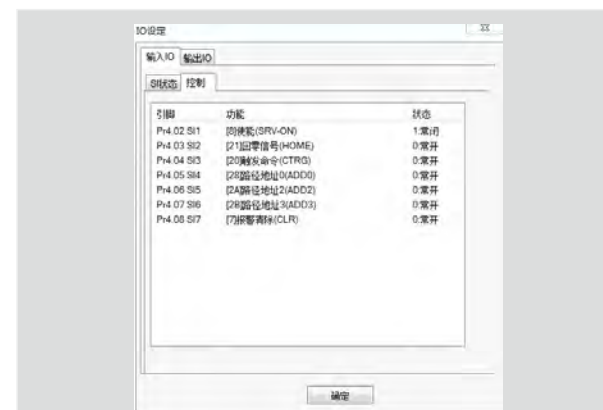 IO设定
输入IO 输出IO
SI状态 控制
引脚 功能 状态
Pr4.02 SI1 [8]使能(SRV-ON) 1:常闭
Pr4.03 SI2 [21]回零信号(HOME) 0:常开
Pr4.04 SI3 [20]触发命令(CTRG) 0:常开
Pr4.05 SI4 [28]路径地址0(ADD0) 0:常开
Pr4.06 SI5 [2A]路径地址2(ADD2) 0:常开
Pr4.07 SI6 [2B]路径地址3(ADD3) 0:常开
Pr4.08 SI7 [7]报警清除(CLR) 0:常开
确定